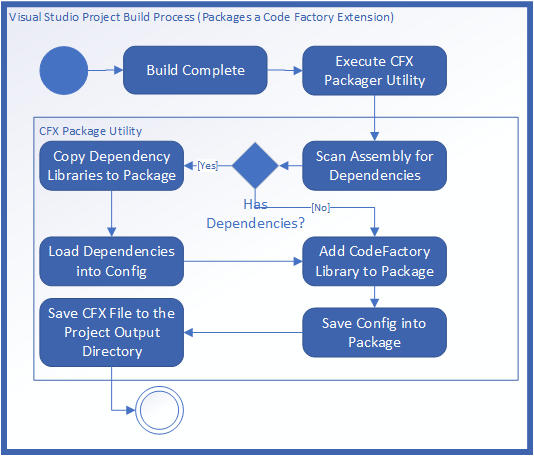 Visual Studio Project Build Process (Packages a Code Factory Extension)
Build Complete
Execute CFX
Packager Utility
CFX Package Utility
Copy Dependency
Libraries to Package
[Yes]
Scan Assembly for
Dependencies
Has
Dependencies?
[No]
Load Dependencies
into Config
Add CodeFactory
Library to Package
Save CFX File to the
Project Output
Directory
Save Config into
Package